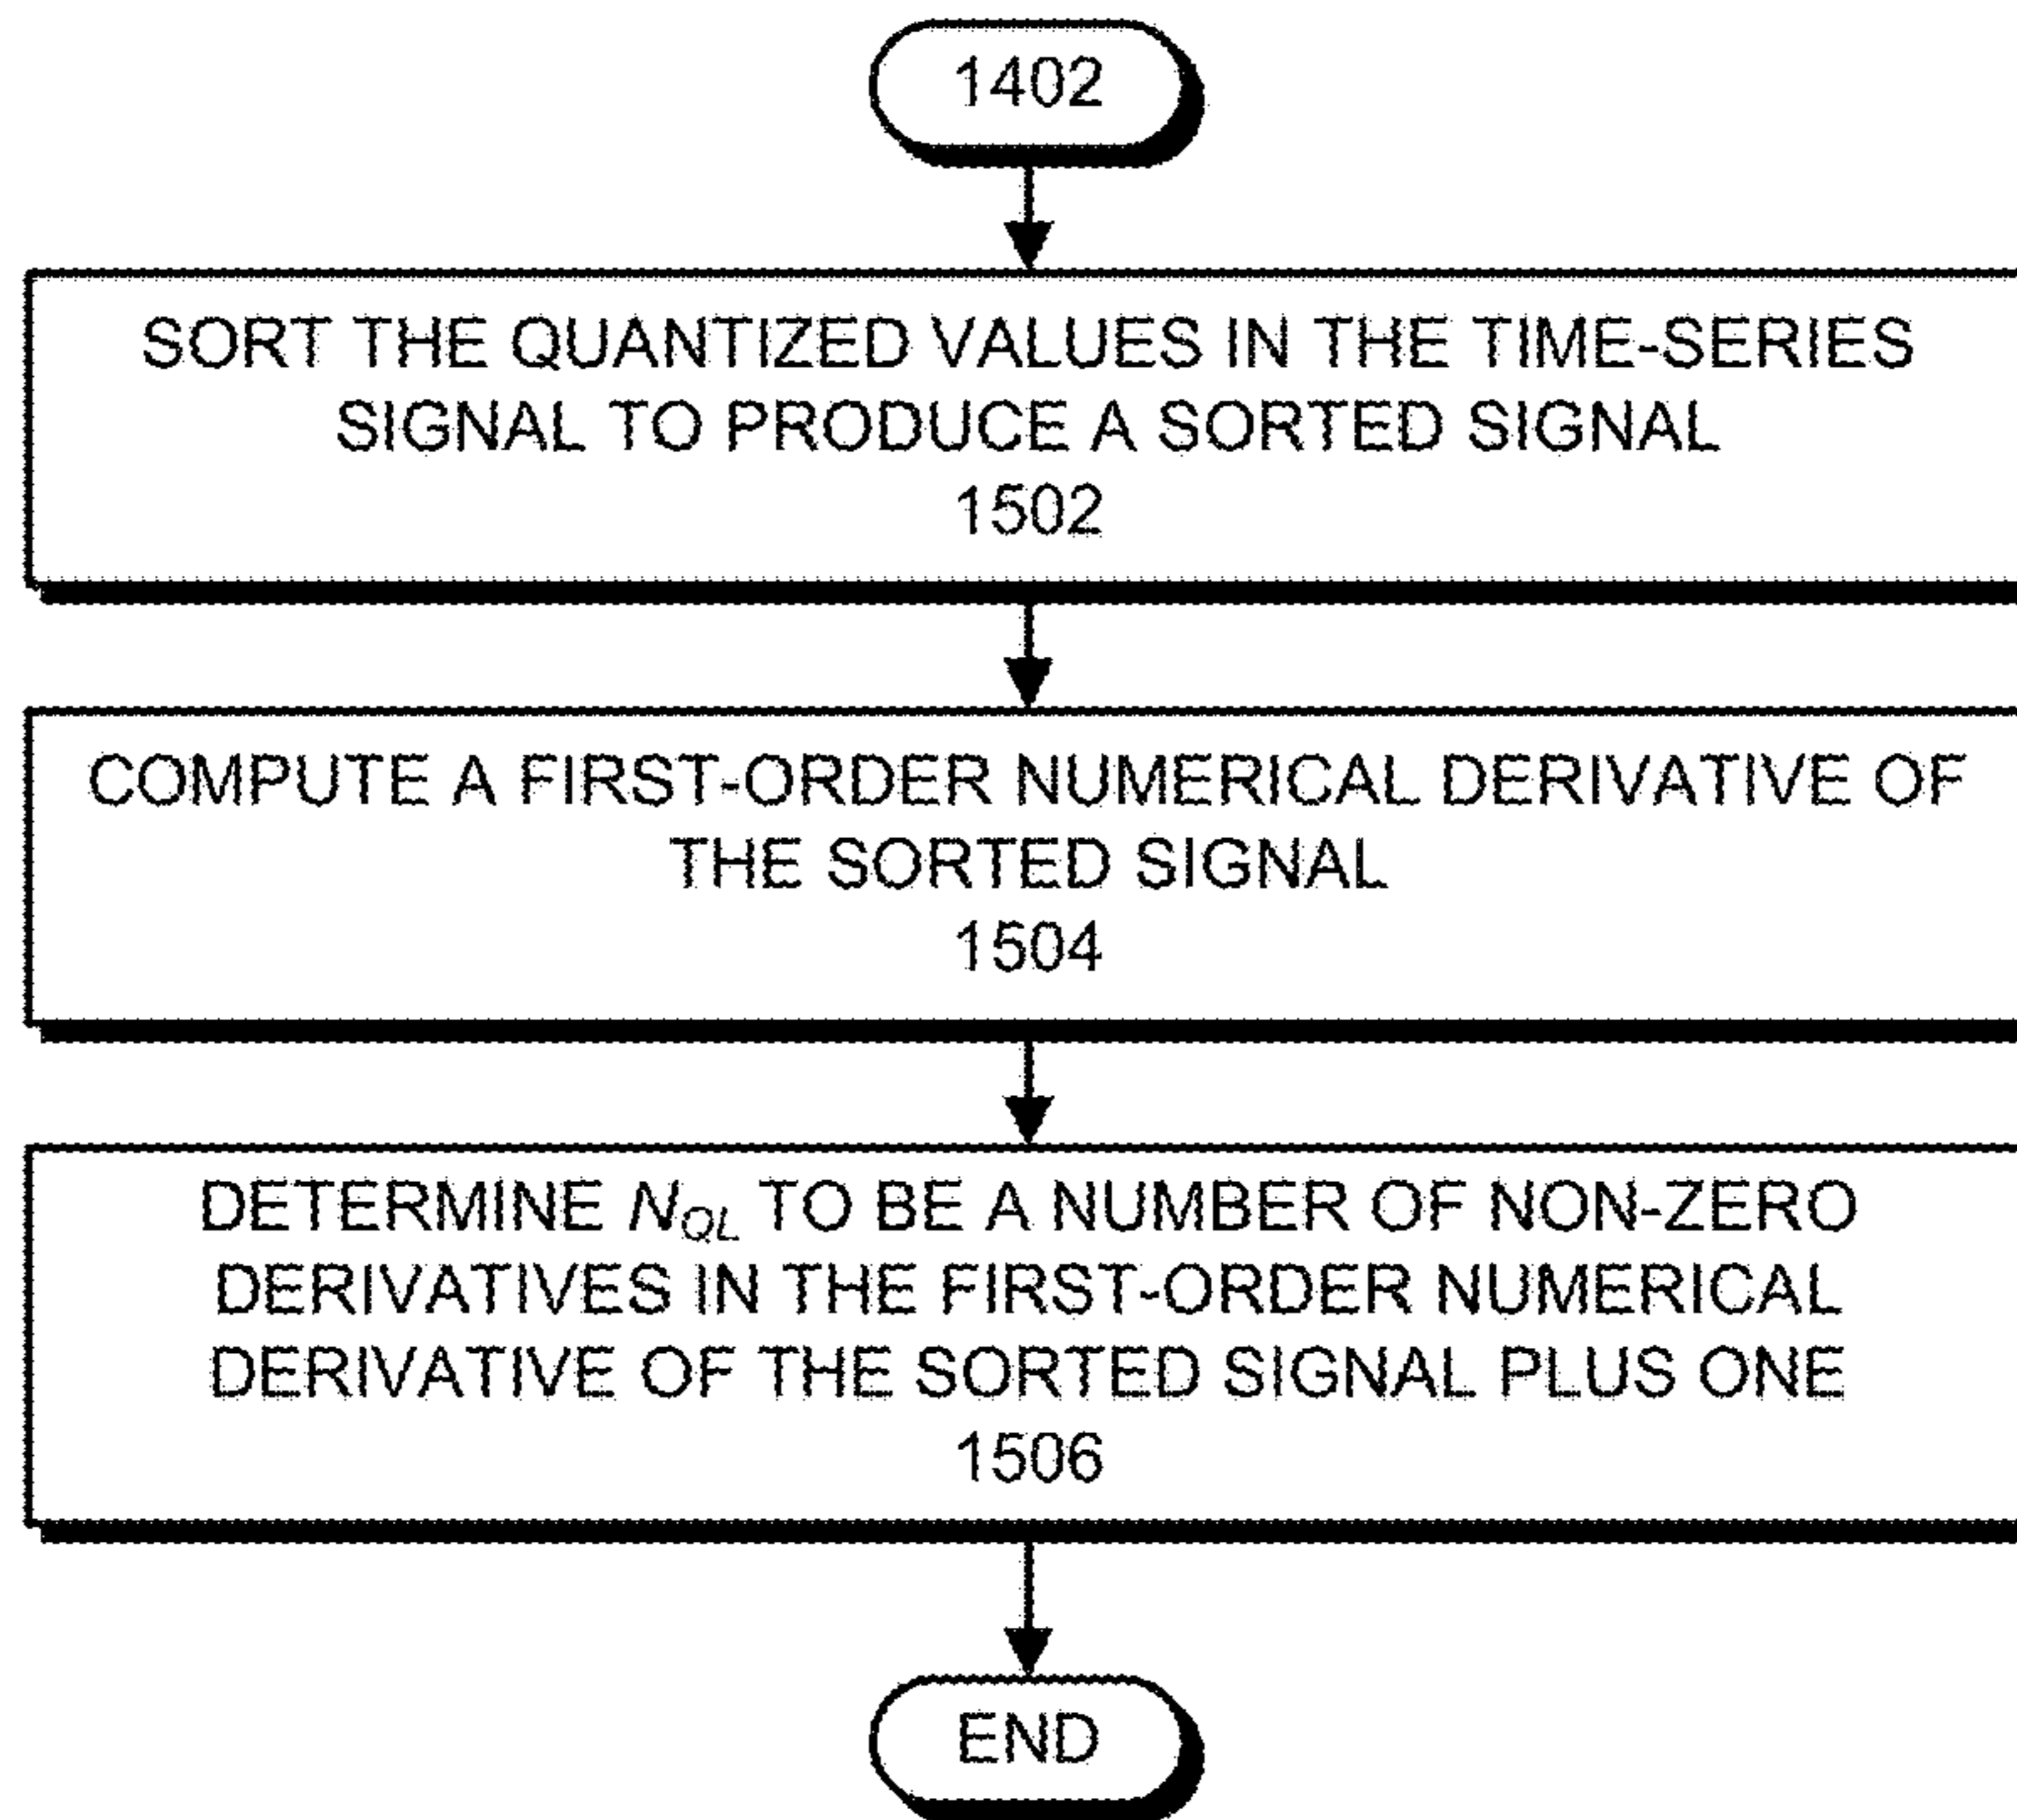 1402
SORT THE QUANTIZED VALUES IN THE TIME-SERIES
SIGNAL TO PRODUCE A SORTED SIGNAL
1502
COMPUTE A FIRST-ORDER NUMERICAL DERIVATIVE OF
THE SORTED SIGNAL
1504
DETERMINE N_QL TO BE A NUMBER OF NON-ZERO
DERIVATIVES IN THE FIRST-ORDER NUMERICAL
DERIVATIVE OF THE SORTED SIGNAL PLUS ONE
1506
END